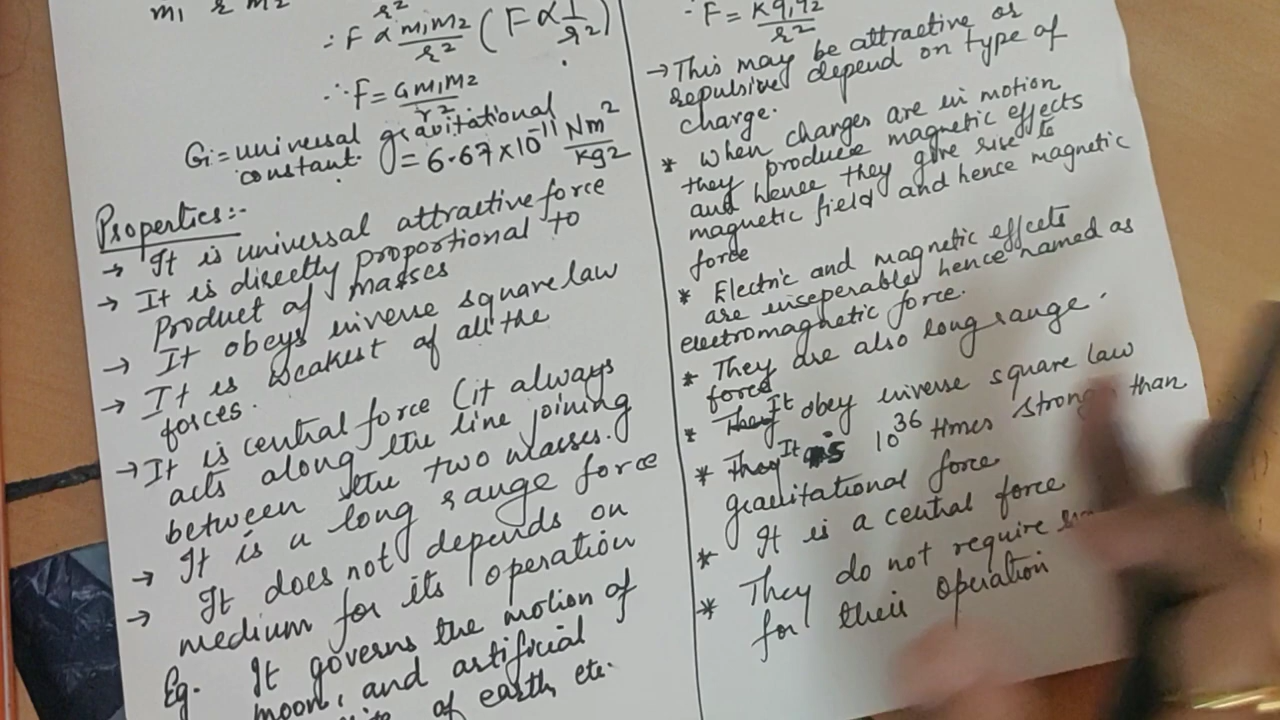 m₁ & m₂
r²
∴ F ∝ m₁m₂/r² (F ∝ 1/r²)
∴ F = Gm₁m₂/r²
G = universal gravitational
constant. = 6.67×10⁻¹¹ Nm²/kg²
Properties:-
→ It is universal attractive force
→ It is directly proportional to
product of masses
→ It obeys inverse square law
→ It is weakest of all the
forces.
→ It is central force (it always
acts along the line joining
between the two masses.
→ It is a long range force
→ It does not depends on
medium for its operation
Eg. It governs the motion of
moon, and artificial
of earth etc.
∴ F = Kq₁q₂/r²
→ This may be attractive or
repulsive depend on type of
charge.
* When changes are in motion
they produce magnetic effects
and hence they give rise to
magnetic field and hence magnetic
force
* Electric and magnetic effects
are inseperable hence named as
electromagnetic force.
* They are also long range
force
* It obey inverse square law
* It is 10³⁶ times strong than
gravitational force
* It is a central force
* They do not require
for their operation